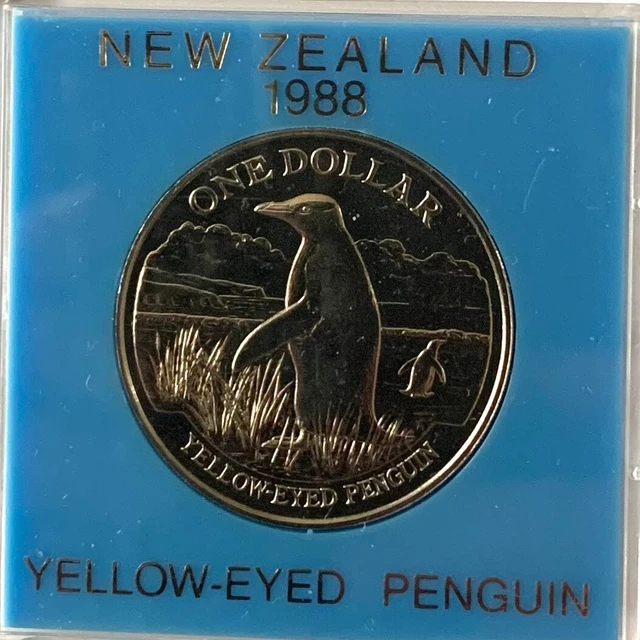 NEW ZEALAND
1988
ONE DOLLAR
YELLOW-EYED PENGUIN
YELLOW-EYED PENGUIN